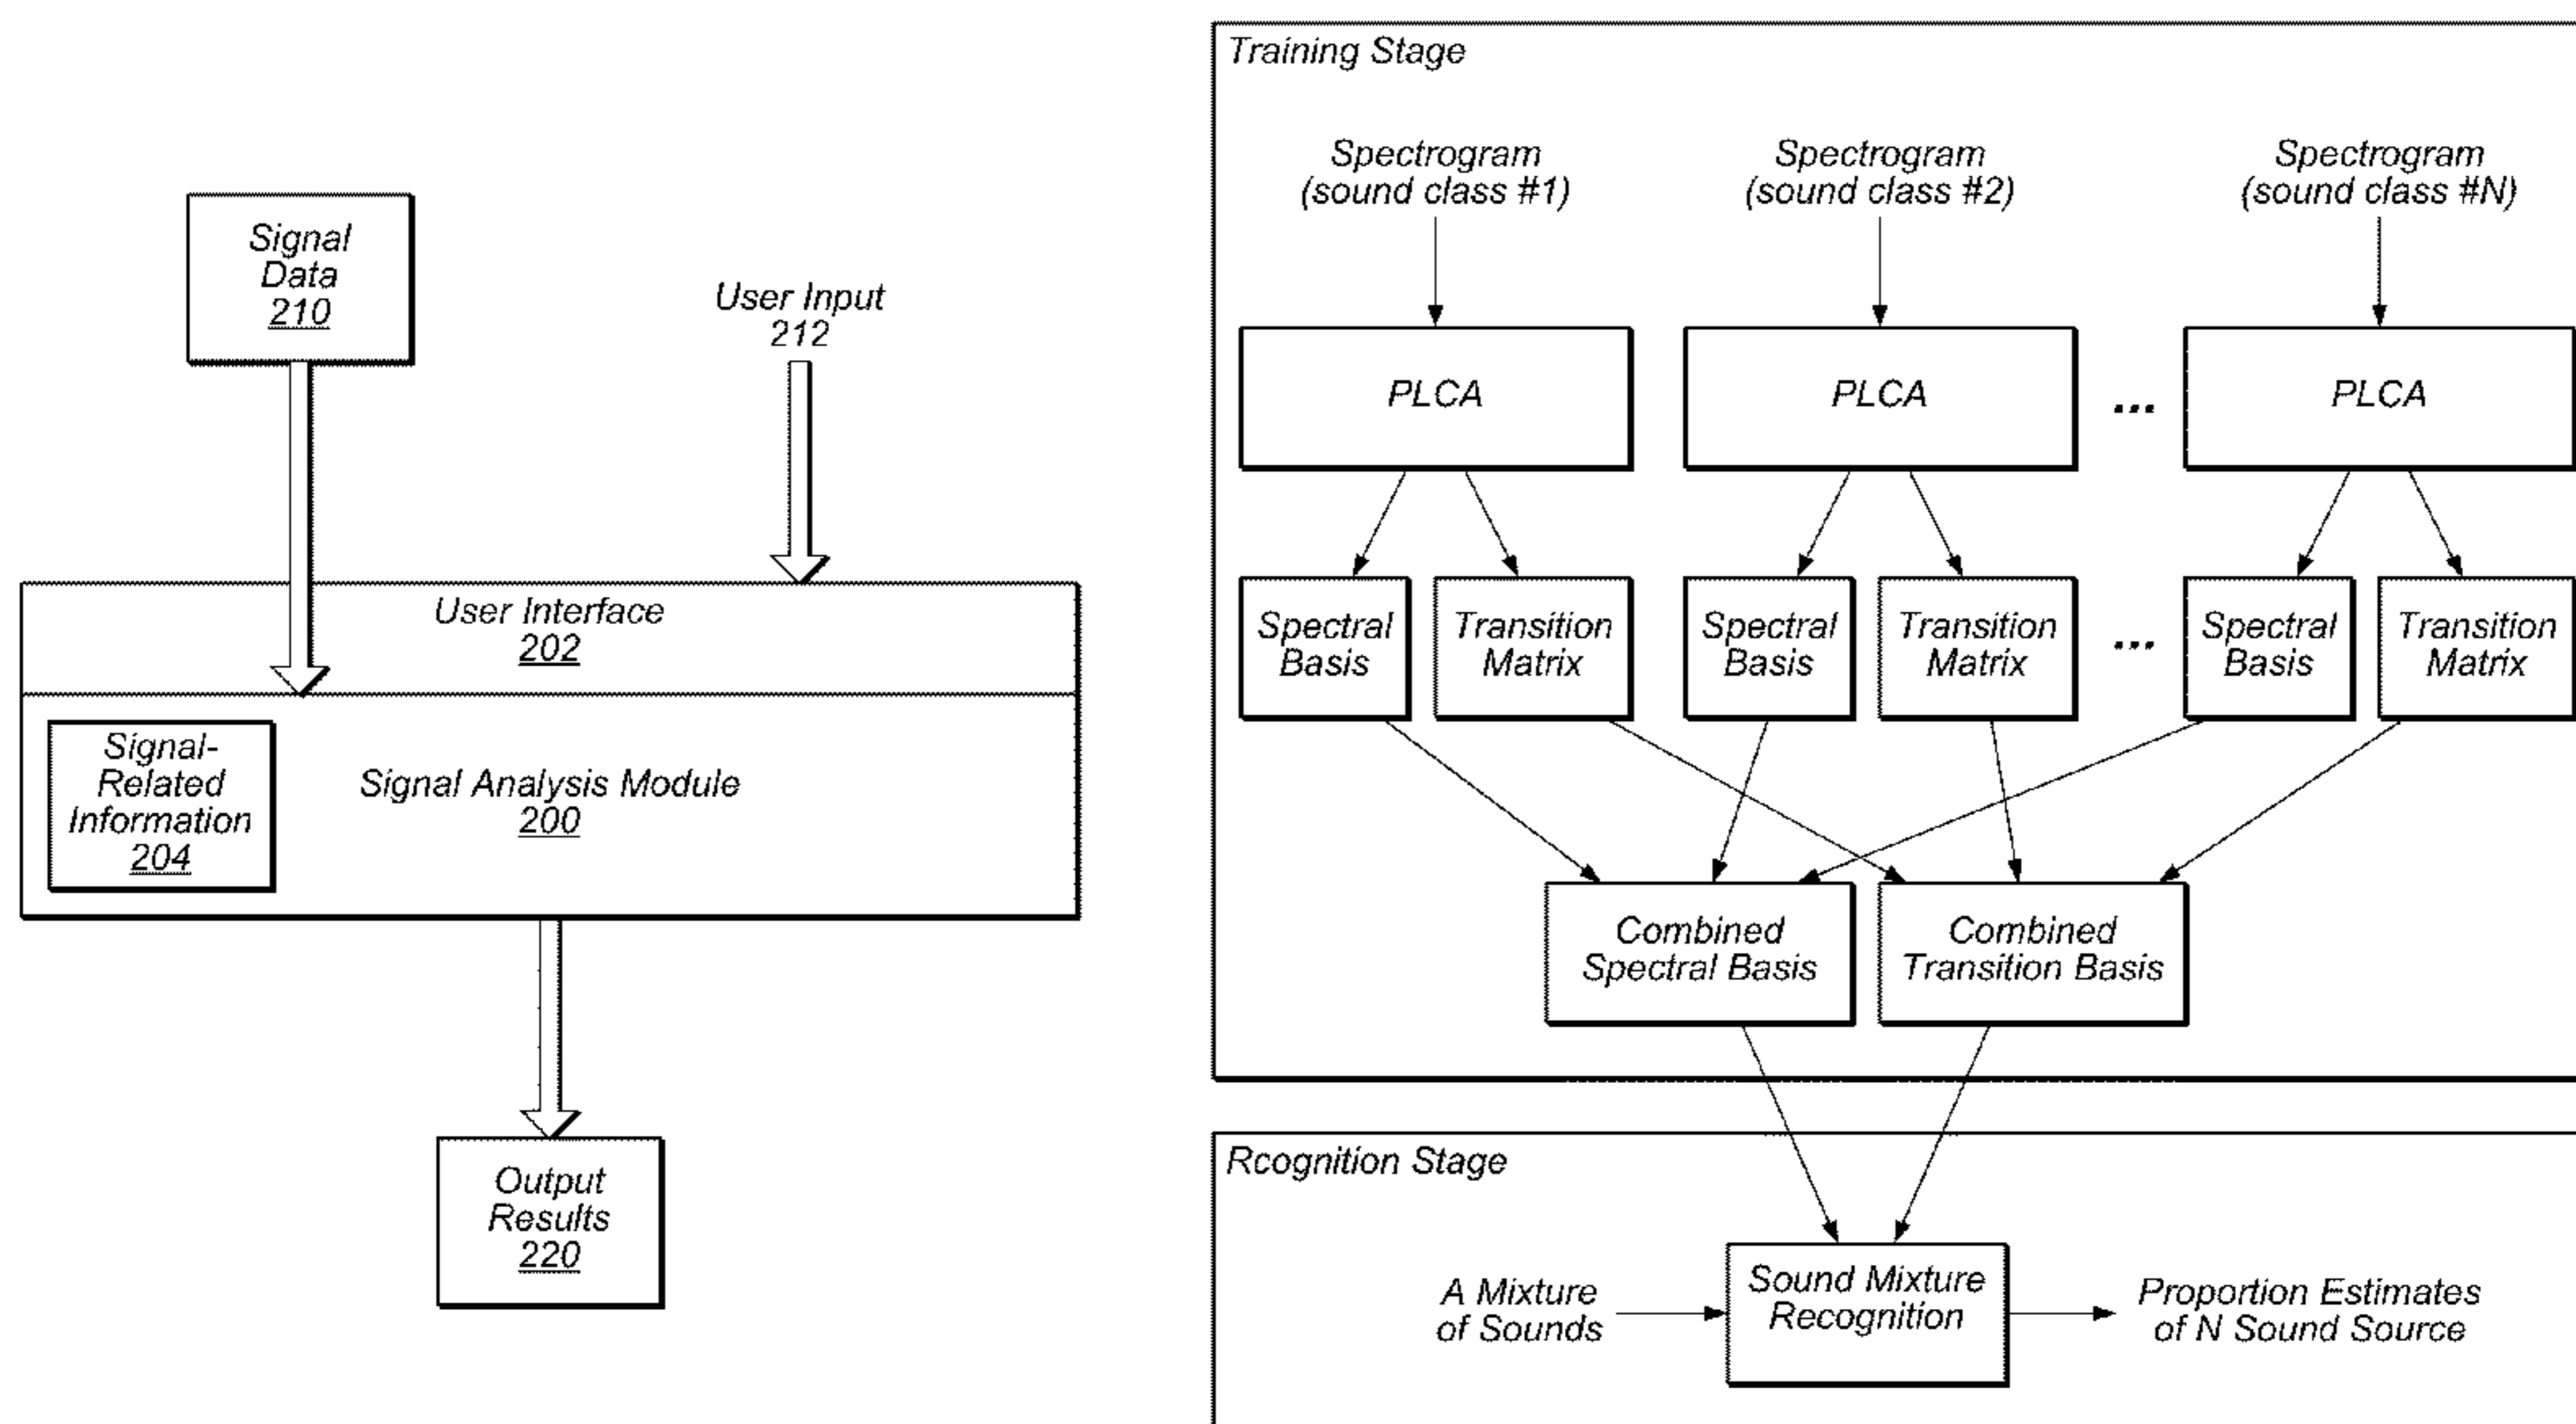 Signal
Data
210
User Input
212
User Interface
202
Signal-
Related
Information
204
Signal Analysis Module
200
Output
Results
220
Training Stage
Spectrogram
(sound class #1)
Spectrogram
(sound class #2)
Spectrogram
(sound class #N)
PLCA
PLCA
...
PLCA
Spectral
Basis
Transition
Matrix
Spectral
Basis
Transition
Matrix
...
Spectral
Basis
Transition
Matrix
Combined
Spectral Basis
Combined
Transition Basis
Rcognition Stage
A Mixture
of Sounds
Sound Mixture
Recognition
Proportion Estimates
of N Sound Source